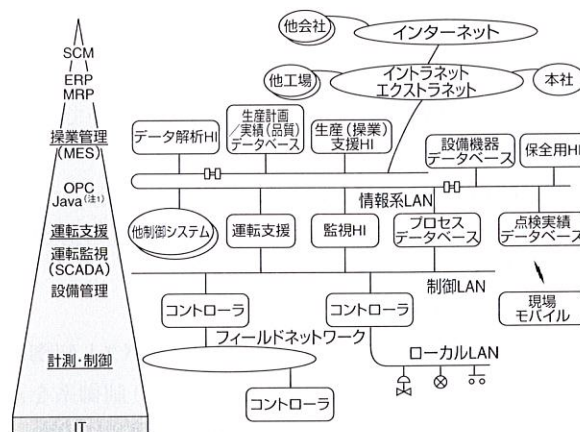 SCM
ERP
MRP
操業管理
(MES)
OPC
Java(注1)
運転支援
運転監視
(SCADA)
設備管理
計測・制御
IT
他会社
インターネット
他工場
イントラネット
エクストラネット
本社
データ解析HI
生産計画
/実績(品質)
データベース
生産(操業)
支援HI
設備機器
データベース
保全用HI
情報系LAN
他制御システム
運転支援
監視HI
プロセス
データベース
点検実績
データベース
制御LAN
コントローラ
コントローラ
現場
モバイル
フィールドネットワーク
ローカルLAN
コントローラ